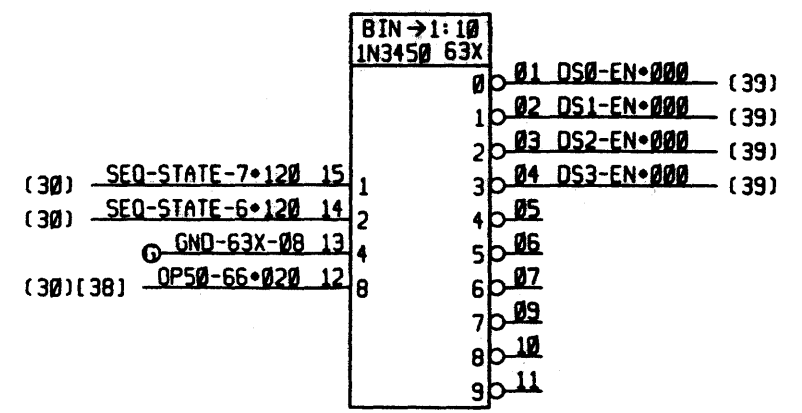 BIN→1:10
1N3450 63X
0 01 DS0-EN•000 (39)
1 02 DS1-EN•000 (39)
2 03 DS2-EN•000 (39)
(30) SEQ-STATE-7•120 15 1 3 04 DS3-EN•000 (39)
(30) SEQ-STATE-6•120 14 2 4 05
G GND-63X-08 13 4 5 06
(30)[38] OP50-66•020 12 8 6 07
7 09
8 10
9 11